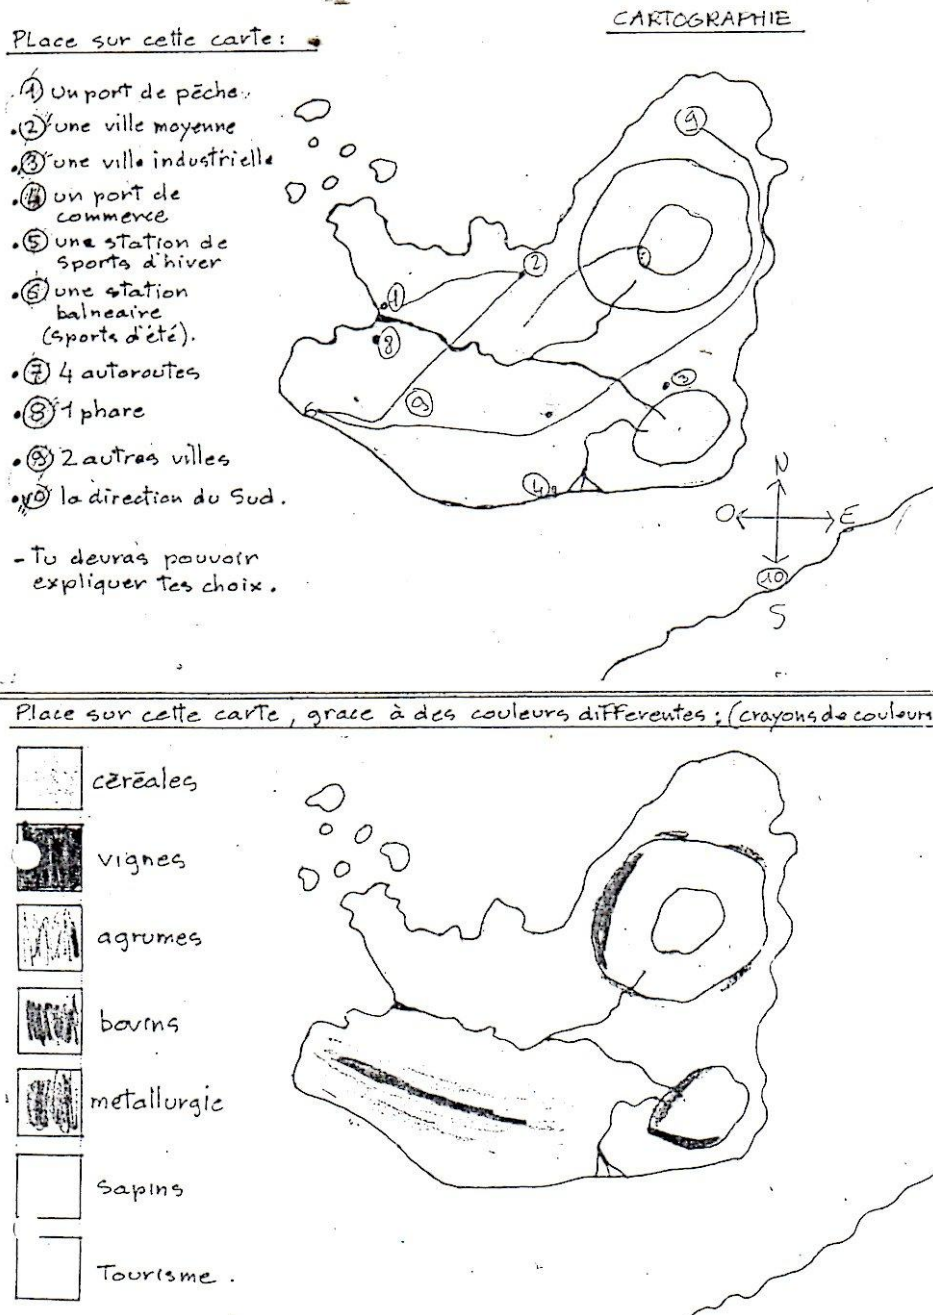 CARTOGRAPHIE
Place sur cette carte :
① un port de pêche
② une ville moyenne
③ une ville industrielle
④ un port de
commerce
⑤ une station de
sports d'hiver
⑥ une station
balneaire
(sports d'été).
⑦ 4 autoroutes
⑧ 1 phare
⑨ 2 autres villes
⑩ la direction du Sud.
- Tu devras pouvoir
expliquer tes choix.
9
2
1
8
9
3
6
4
N
O E
10
S
Place sur cette carte, grace à des couleurs differentes : (crayons de couleurs
céréales
vignes
agrumes
bovins
metallurgie
Sapins
Tourisme.